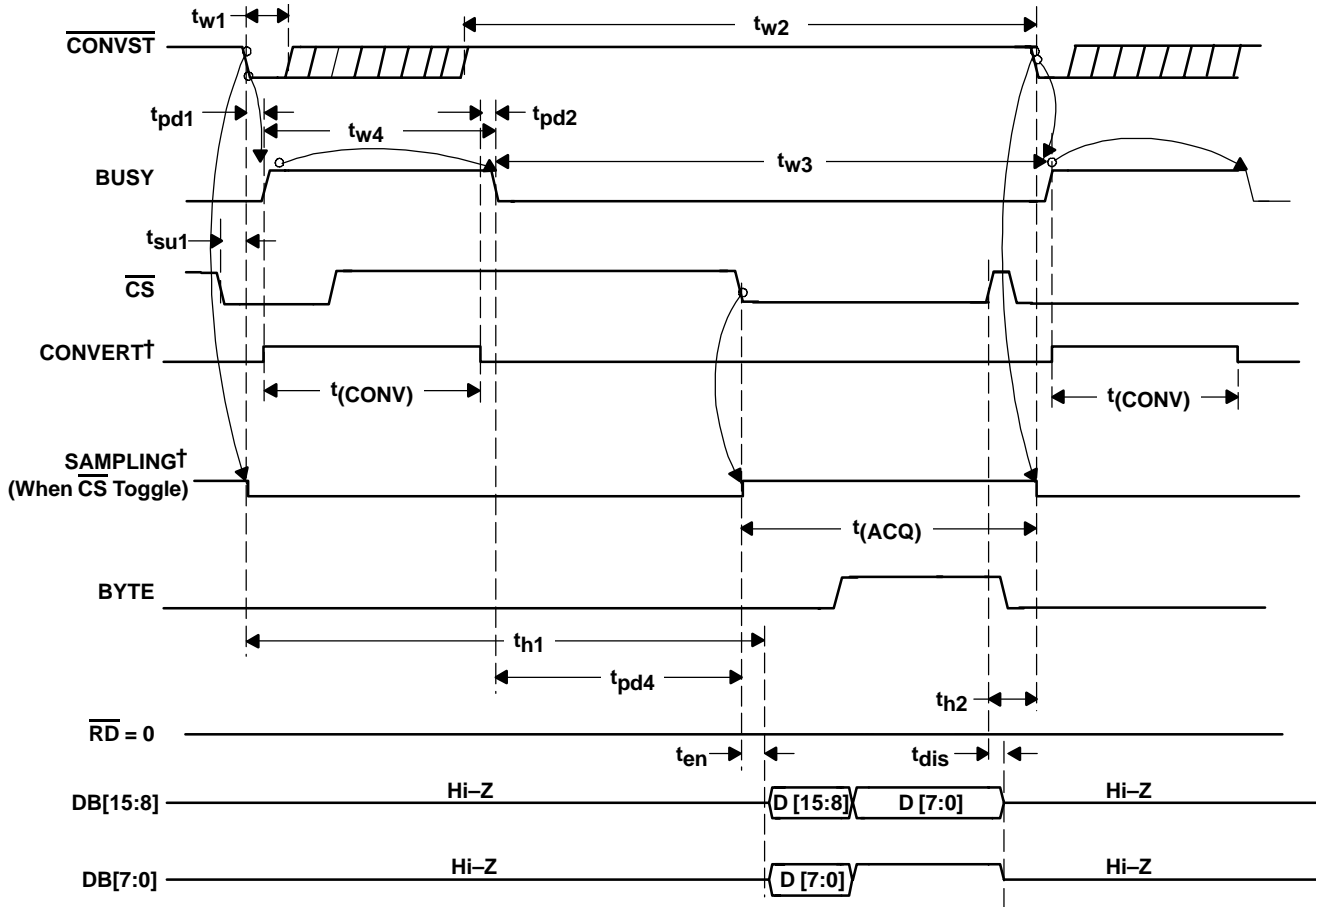 tw1
tw2
CONVST
tpd1
tw4
tpd2
tw3
BUSY
tsu1
CS
CONVERT†
t(CONV)
t(CONV)
SAMPLING†
(When CS Toggle)
t(ACQ)
BYTE
th1
tpd4
th2
RD = 0
ten
tdis
Hi–Z
Hi–Z
DB[15:8]
D [15:8]
D [7:0]
Hi–Z
Hi–Z
DB[7:0]
D [7:0]